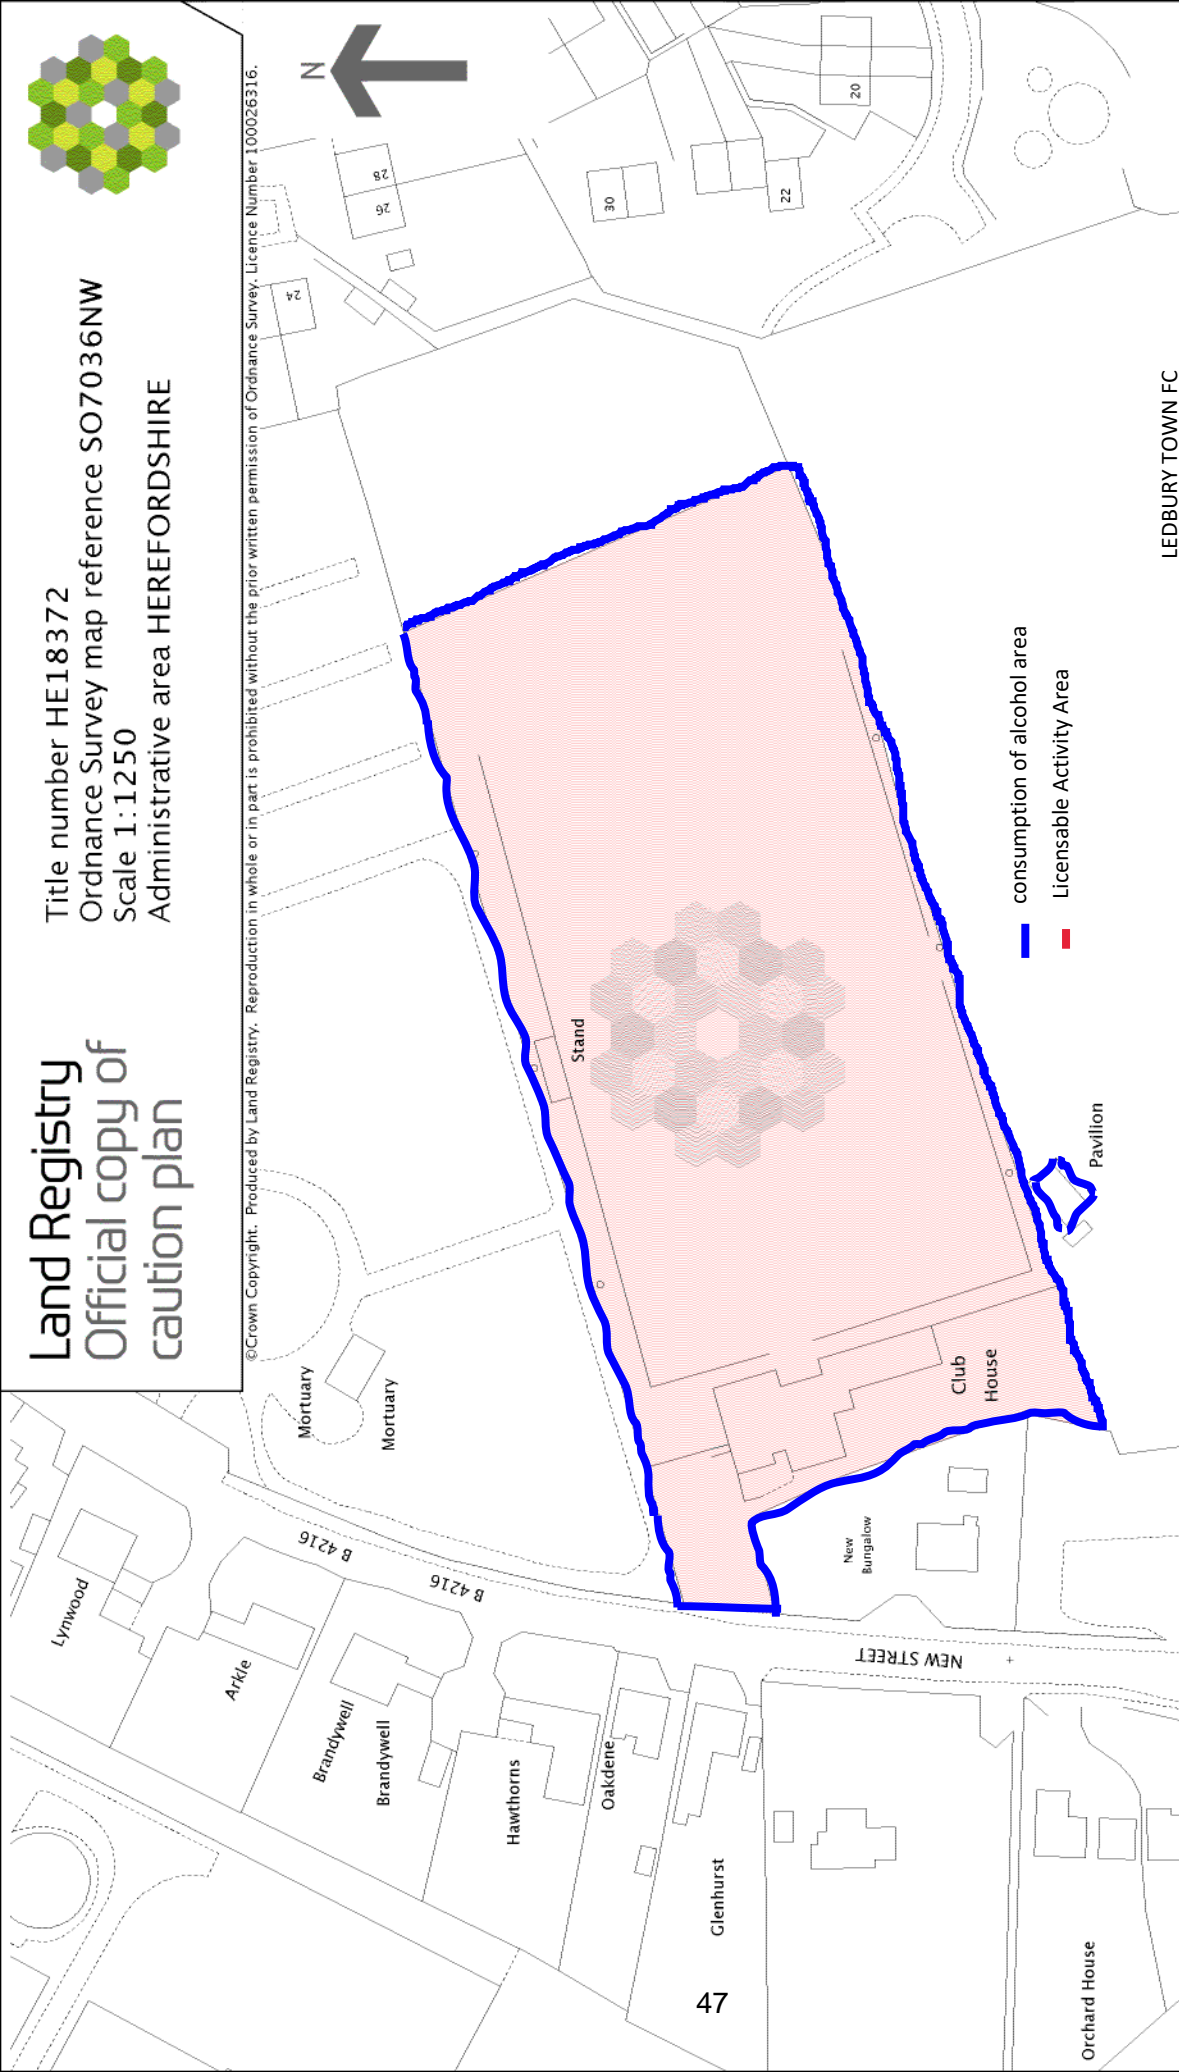 Land Registry
Official copy of
caution plan
Title number HE18372
Ordnance Survey map reference SO7036NW
Scale 1:1250
Administrative area HEREFORDSHIRE
©Crown Copyright. Produced by Land Registry. Reproduction in whole or in part is prohibited without the prior written permission of Ordnance Survey. Licence Number 100026316.
N
Lynwood
Arkle
Brandywell
Brandywell
Hawthorns
Oakdene
Glenhurst
Orchard House
B 4216
B 4216
NEW STREET
Mortuary
Mortuary
New
Bungalow
Club
House
Stand
Pavilion
24
26
28
30
22
20
consumption of alcohol area
Licensable Activity Area
LEDBURY TOWN FC
47